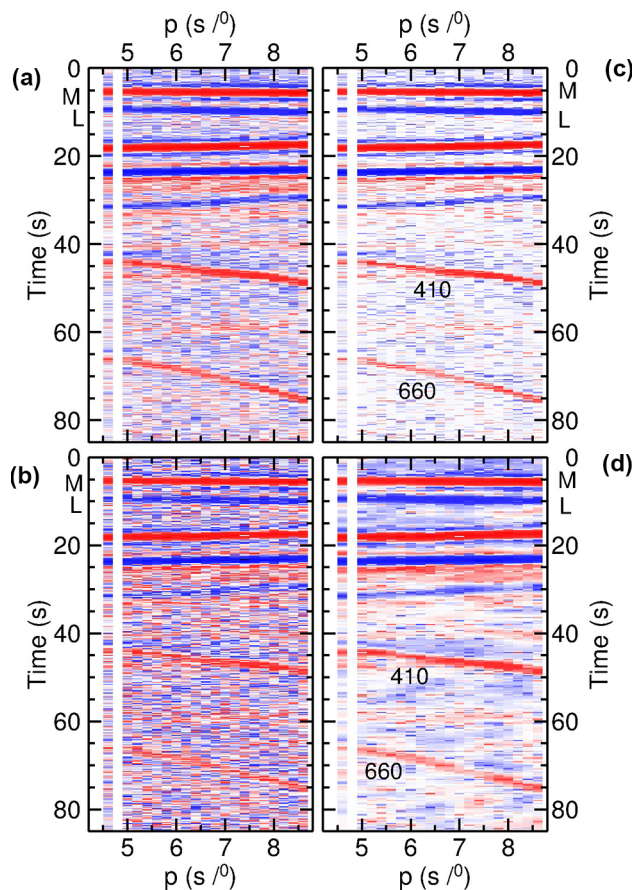 p (s /⁰) p (s /⁰)
5 6 7 8 5 6 7 8
(a) 0 0 (c)
M M
L L
20 20
40 40
Time (s) Time (s)
410
60 60
660
80 80
(b) 0 0 (d)
M M
L L
20 20
40 40
Time (s) Time (s)
410
60 60
660
80 80
5 6 7 8 5 6 7 8
p (s /⁰) p (s /⁰)